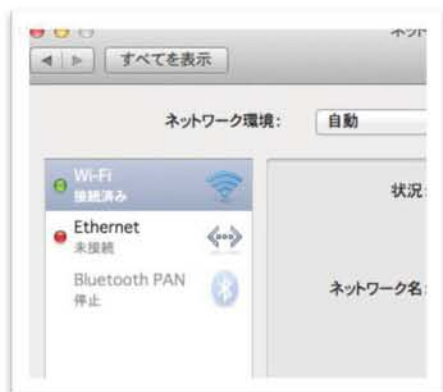 ネット
すべてを表示
ネットワーク環境:
自動
Wi-Fi
接続済み
状況:
Ethernet
未接続
Bluetooth PAN
停止
ネットワーク名: